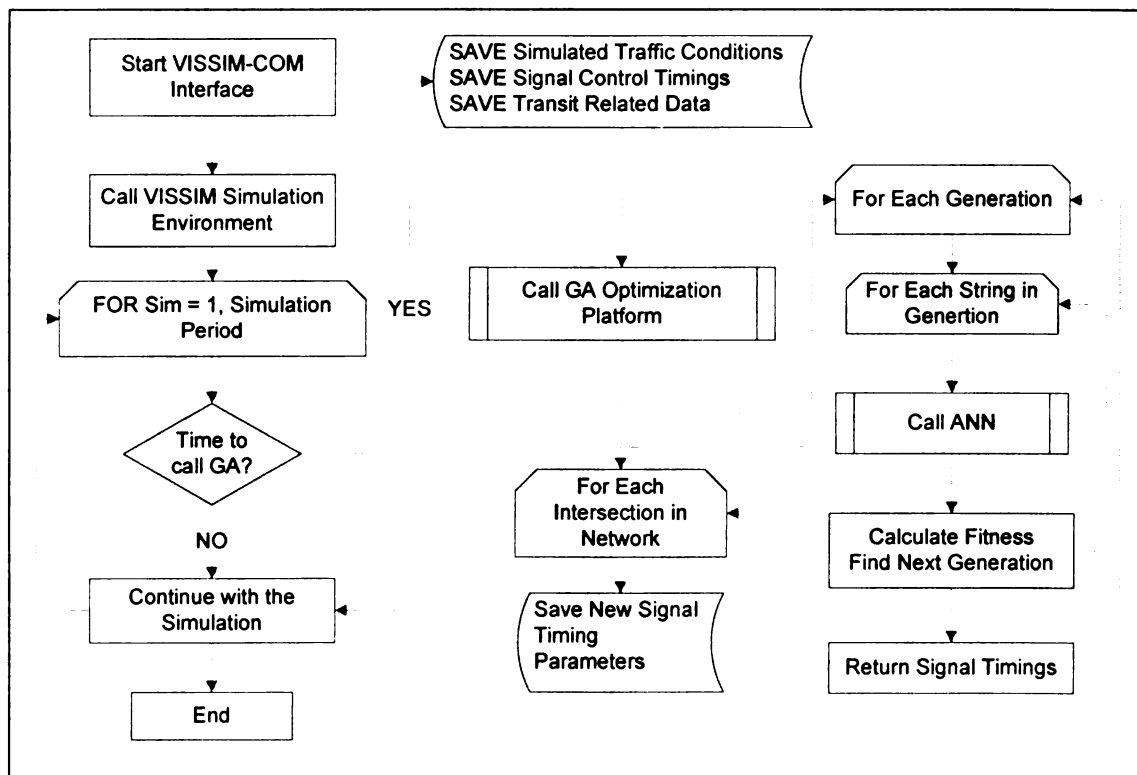 Start VISSIM-COM
Interface
Call VISSIM Simulation
Environment
FOR Sim = 1, Simulation
Period
Time to
call GA?
YES
NO
Continue with the
Simulation
End
SAVE Simulated Traffic Conditions
SAVE Signal Control Timings
SAVE Transit Related Data
Call GA Optimization
Platform
For Each
Intersection in
Network
Save New Signal
Timing
Parameters
For Each Generation
For Each String in
Genertion
Call ANN
Calculate Fitness
Find Next Generation
Return Signal Timings